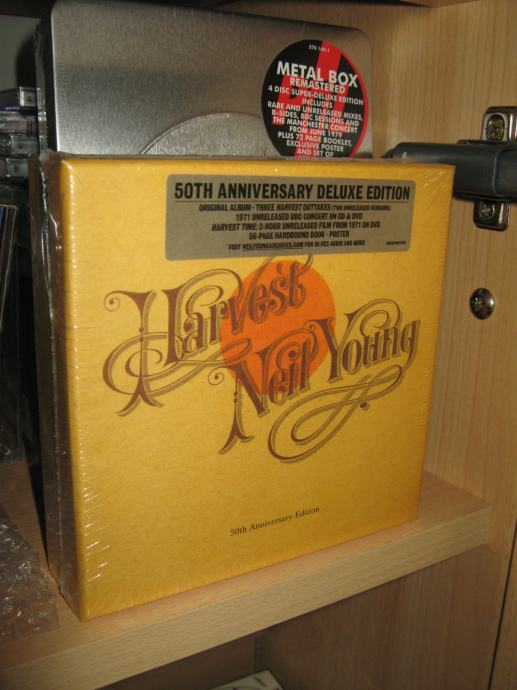 570 146-1
METAL BOX
REMASTERED
4 DISC SUPER-DELUXE EDITION
INCLUDES
RARE AND UNRELEASED MIXES,
B-SIDES, BBC SESSIONS AND
THE MANCHESTER CONCERT
FROM JUNE 1979
PLUS 72 PAGE BOOKLET,
EXCLUSIVE POSTER
AND SET OF
50TH ANNIVERSARY DELUXE EDITION
ORIGINAL ALBUM · THREE HARVEST OUTTAKES (TWO UNRELEASED VERSIONS)
1971 UNRELEASED BBC CONCERT ON CD & DVD
HARVEST TIME: 2-HOUR UNRELEASED FILM FROM 1971 ON DVD
56-PAGE HARDBOUND BOOK · POSTER
VISIT NEILYOUNGARCHIVES.COM FOR HI-RES AUDIO AND MORE
Harvest
Neil Young
50th Anniversary Edition